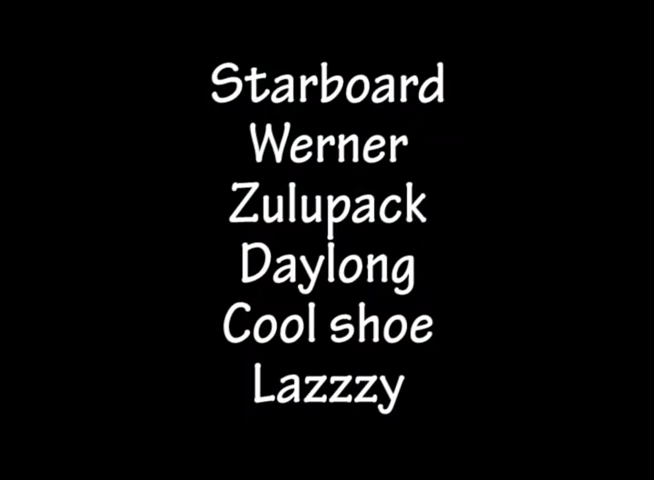 Starboard
Werner
Zulupack
Daylong
Cool shoe
Lazzzy